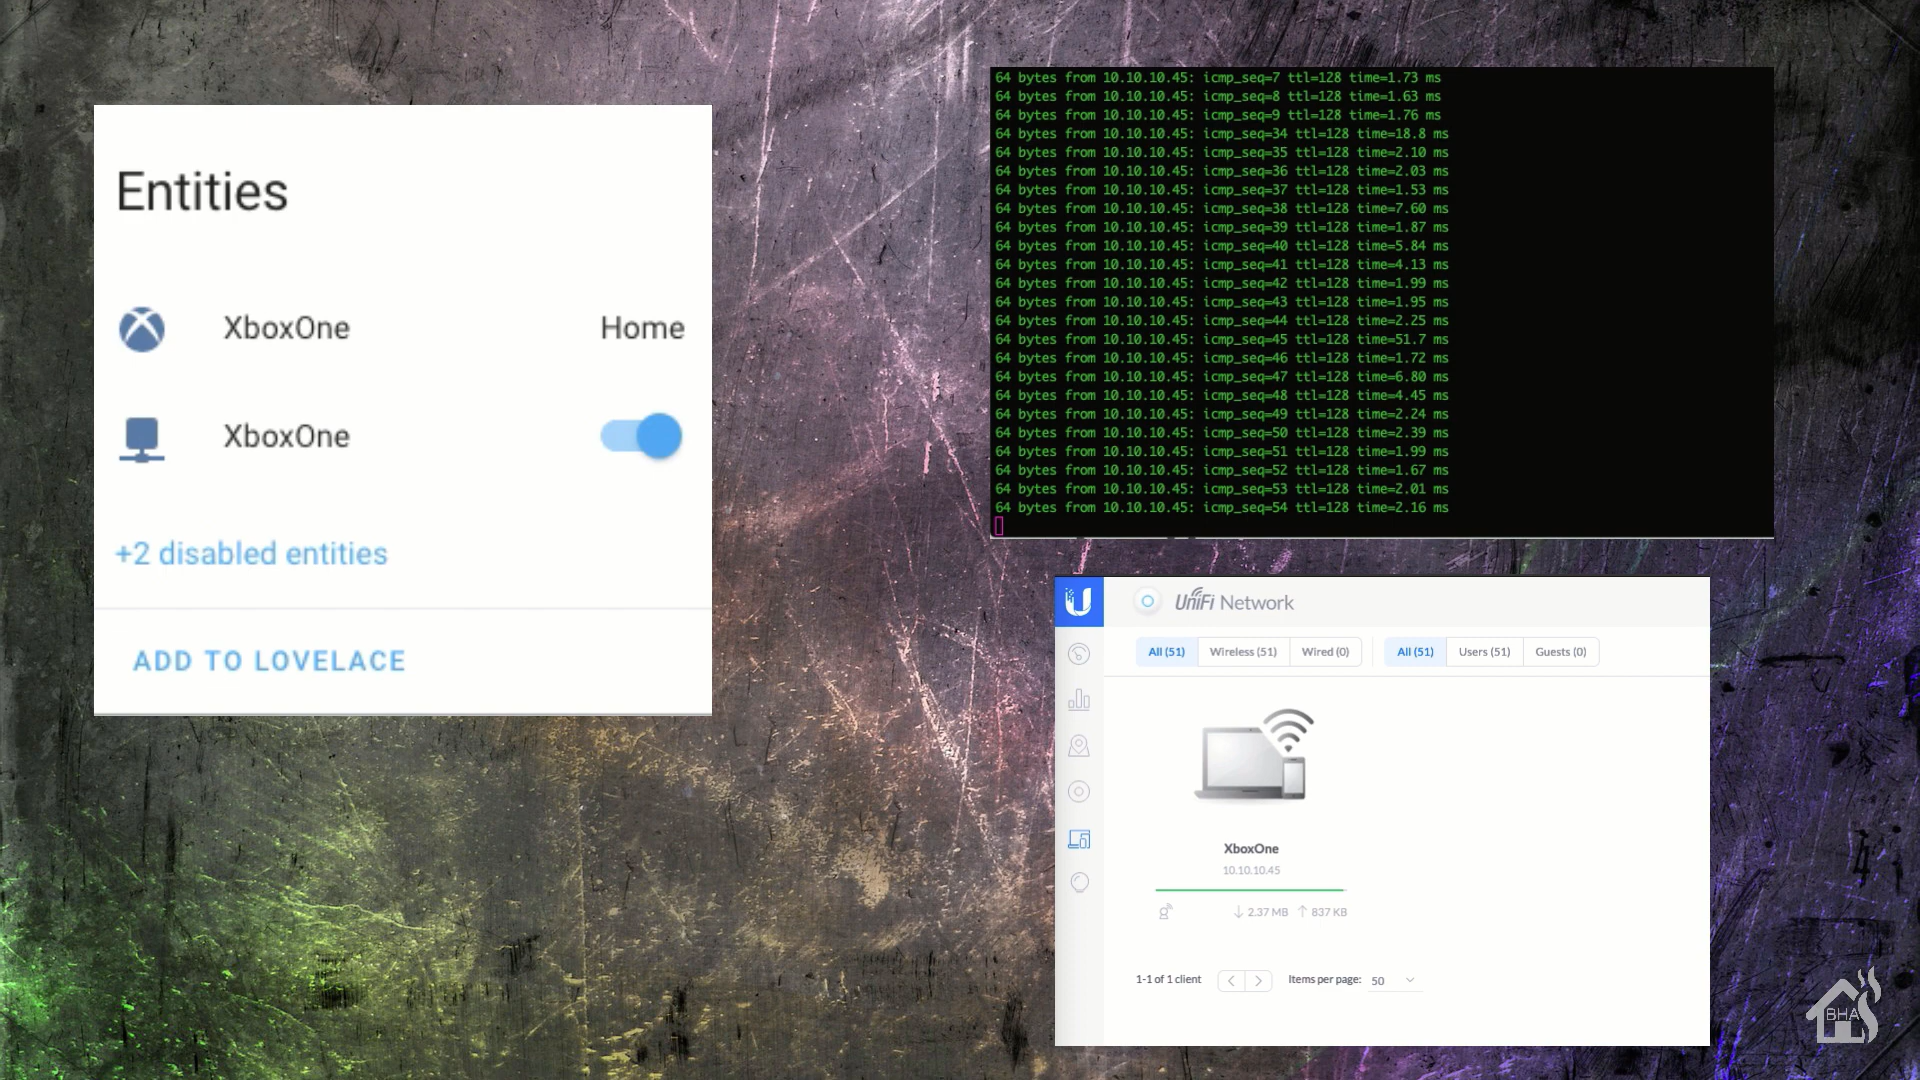 Entities
XboxOne Home
XboxOne
+2 disabled entities
ADD TO LOVELACE
64 bytes from 10.10.10.45: icmp_seq=7 ttl=128 time=1.73 ms
64 bytes from 10.10.10.45: icmp_seq=8 ttl=128 time=1.63 ms
64 bytes from 10.10.10.45: icmp_seq=9 ttl=128 time=1.76 ms
64 bytes from 10.10.10.45: icmp_seq=34 ttl=128 time=18.8 ms
64 bytes from 10.10.10.45: icmp_seq=35 ttl=128 time=2.10 ms
64 bytes from 10.10.10.45: icmp_seq=36 ttl=128 time=2.03 ms
64 bytes from 10.10.10.45: icmp_seq=37 ttl=128 time=1.53 ms
64 bytes from 10.10.10.45: icmp_seq=38 ttl=128 time=7.60 ms
64 bytes from 10.10.10.45: icmp_seq=39 ttl=128 time=1.87 ms
64 bytes from 10.10.10.45: icmp_seq=40 ttl=128 time=5.84 ms
64 bytes from 10.10.10.45: icmp_seq=41 ttl=128 time=4.13 ms
64 bytes from 10.10.10.45: icmp_seq=42 ttl=128 time=1.99 ms
64 bytes from 10.10.10.45: icmp_seq=43 ttl=128 time=1.95 ms
64 bytes from 10.10.10.45: icmp_seq=44 ttl=128 time=2.25 ms
64 bytes from 10.10.10.45: icmp_seq=45 ttl=128 time=51.7 ms
64 bytes from 10.10.10.45: icmp_seq=46 ttl=128 time=1.72 ms
64 bytes from 10.10.10.45: icmp_seq=47 ttl=128 time=6.80 ms
64 bytes from 10.10.10.45: icmp_seq=48 ttl=128 time=4.45 ms
64 bytes from 10.10.10.45: icmp_seq=49 ttl=128 time=2.24 ms
64 bytes from 10.10.10.45: icmp_seq=50 ttl=128 time=2.39 ms
64 bytes from 10.10.10.45: icmp_seq=51 ttl=128 time=1.99 ms
64 bytes from 10.10.10.45: icmp_seq=52 ttl=128 time=1.67 ms
64 bytes from 10.10.10.45: icmp_seq=53 ttl=128 time=2.01 ms
64 bytes from 10.10.10.45: icmp_seq=54 ttl=128 time=2.16 ms
UniFi Network
All (51) Wireless (51) Wired (0) All (51) Users (51) Guests (0)
XboxOne
10.10.10.45
↓ 2.37 MB ↑ 837 KB
1-1 of 1 client < > Items per page: 50
BHA